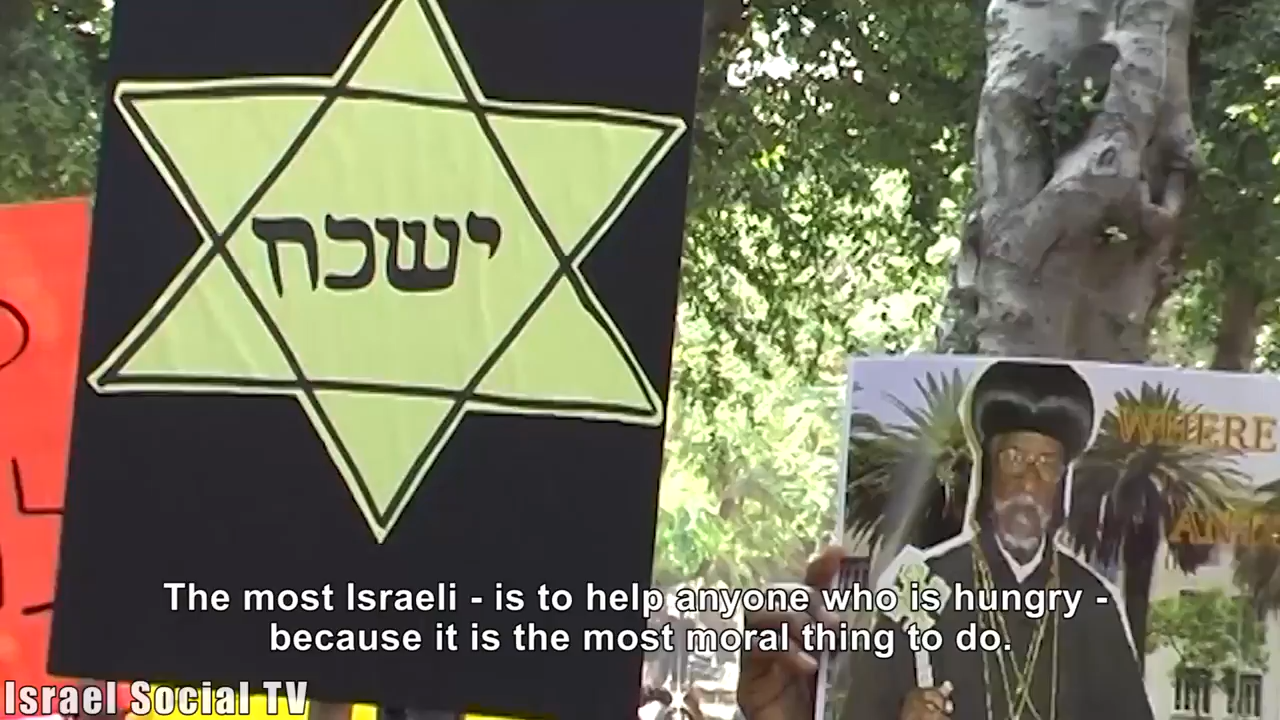 ישכח
WHERE
The most Israeli - is to help anyone who is hungry -
because it is the most moral thing to do.
Israel Social TV